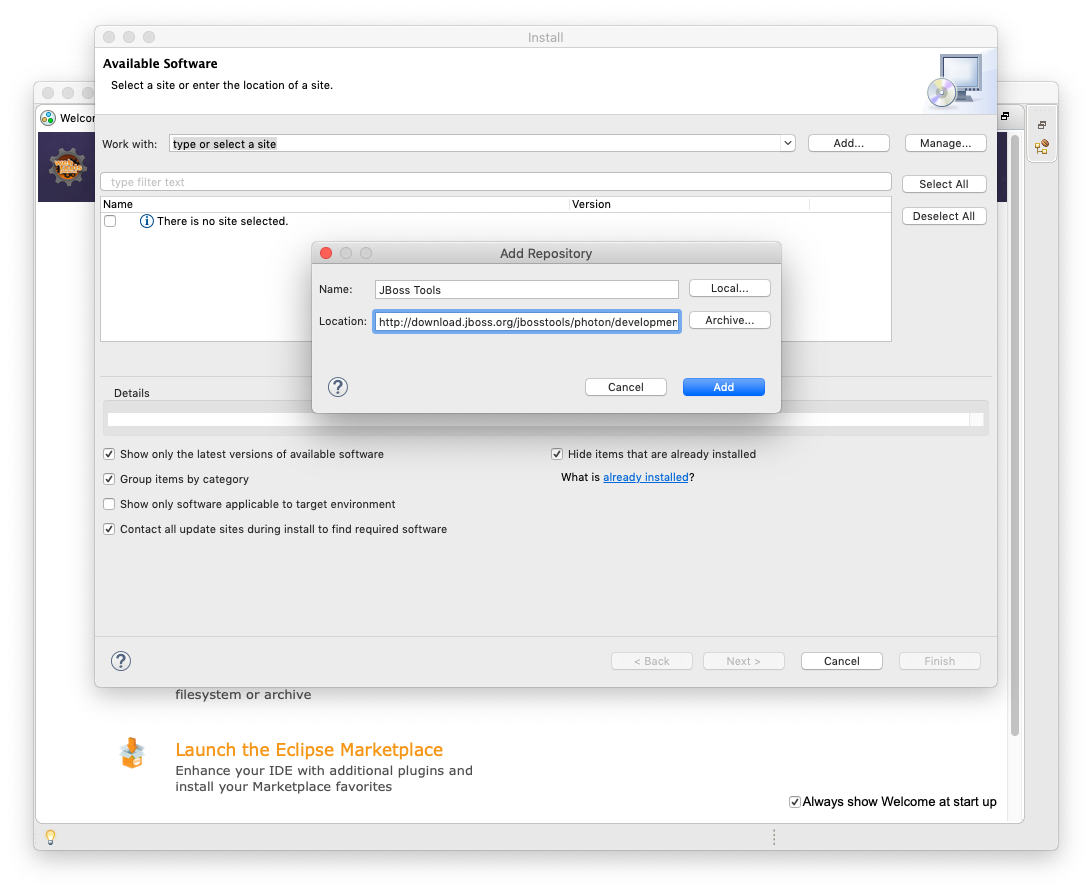 Install
Available Software
Select a site or enter the location of a site.
Welcom
Work with: type or select a site Add... Manage...
type filter text Select All
Name Version
There is no site selected. Deselect All
Add Repository
Name: JBoss Tools Local...
Location: http://download.jboss.org/jbosstools/photon/developmen Archive...
Cancel Add
Details
Show only the latest versions of available software Hide items that are already installed
Group items by category What is already installed?
Show only software applicable to target environment
Contact all update sites during install to find required software
< Back Next > Cancel Finish
filesystem or archive
Launch the Eclipse Marketplace
Enhance your IDE with additional plugins and
install your Marketplace favorites
Always show Welcome at start up